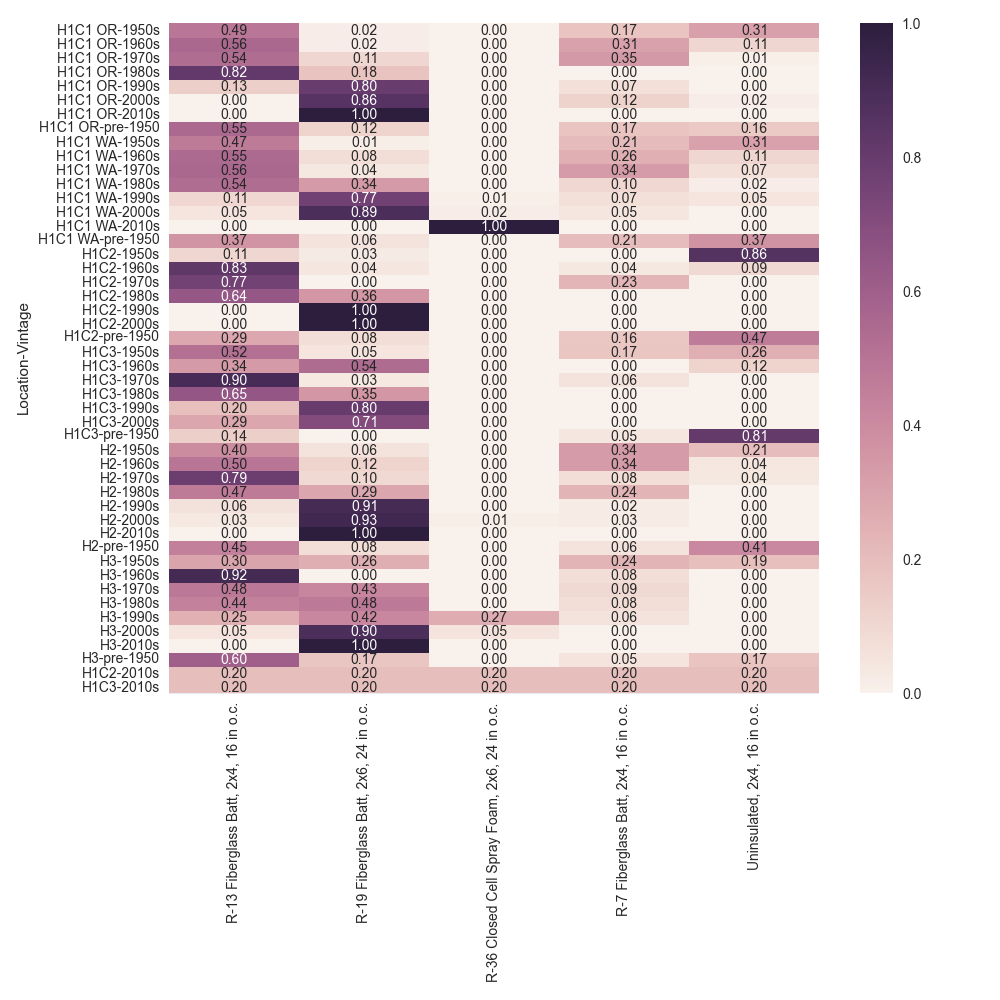 H1C1 OR-1950s 0.49 0.02 0.00 0.17 0.31
H1C1 OR-1960s 0.56 0.02 0.00 0.31 0.11
H1C1 OR-1970s 0.54 0.11 0.00 0.35 0.01
H1C1 OR-1980s 0.82 0.18 0.00 0.00 0.00
H1C1 OR-1990s 0.13 0.80 0.00 0.07 0.00
H1C1 OR-2000s 0.00 0.86 0.00 0.12 0.02
H1C1 OR-2010s 0.00 1.00 0.00 0.00 0.00
H1C1 OR-pre-1950 0.55 0.12 0.00 0.17 0.16
H1C1 WA-1950s 0.47 0.01 0.00 0.21 0.31
H1C1 WA-1960s 0.55 0.08 0.00 0.26 0.11
H1C1 WA-1970s 0.56 0.04 0.00 0.34 0.07
H1C1 WA-1980s 0.54 0.34 0.00 0.10 0.02
H1C1 WA-1990s 0.11 0.77 0.01 0.07 0.05
H1C1 WA-2000s 0.05 0.89 0.02 0.05 0.00
H1C1 WA-2010s 0.00 0.00 1.00 0.00 0.00
H1C1 WA-pre-1950 0.37 0.06 0.00 0.21 0.37
H1C2-1950s 0.11 0.03 0.00 0.00 0.86
H1C2-1960s 0.83 0.04 0.00 0.04 0.09
H1C2-1970s 0.77 0.00 0.00 0.23 0.00
H1C2-1980s 0.64 0.36 0.00 0.00 0.00
H1C2-1990s 0.00 1.00 0.00 0.00 0.00
H1C2-2000s 0.00 1.00 0.00 0.00 0.00
H1C2-pre-1950 0.29 0.08 0.00 0.16 0.47
H1C3-1950s 0.52 0.05 0.00 0.17 0.26
H1C3-1960s 0.34 0.54 0.00 0.00 0.12
H1C3-1970s 0.90 0.03 0.00 0.06 0.00
H1C3-1980s 0.65 0.35 0.00 0.00 0.00
H1C3-1990s 0.20 0.80 0.00 0.00 0.00
H1C3-2000s 0.29 0.71 0.00 0.00 0.00
H1C3-pre-1950 0.14 0.00 0.00 0.05 0.81
H2-1950s 0.40 0.06 0.00 0.34 0.21
H2-1960s 0.50 0.12 0.00 0.34 0.04
H2-1970s 0.79 0.10 0.00 0.08 0.04
H2-1980s 0.47 0.29 0.00 0.24 0.00
H2-1990s 0.06 0.91 0.00 0.02 0.00
H2-2000s 0.03 0.93 0.01 0.03 0.00
H2-2010s 0.00 1.00 0.00 0.00 0.00
H2-pre-1950 0.45 0.08 0.00 0.06 0.41
H3-1950s 0.30 0.26 0.00 0.24 0.19
H3-1960s 0.92 0.00 0.00 0.08 0.00
H3-1970s 0.48 0.43 0.00 0.09 0.00
H3-1980s 0.44 0.48 0.00 0.08 0.00
H3-1990s 0.25 0.42 0.27 0.06 0.00
H3-2000s 0.05 0.90 0.05 0.00 0.00
H3-2010s 0.00 1.00 0.00 0.00 0.00
H3-pre-1950 0.60 0.17 0.00 0.05 0.17
H1C2-2010s 0.20 0.20 0.20 0.20 0.20
H1C3-2010s 0.20 0.20 0.20 0.20 0.20
Location-Vintage
R-13 Fiberglass Batt, 2x4, 16 in o.c.
R-19 Fiberglass Batt, 2x6, 24 in o.c.
R-36 Closed Cell Spray Foam, 2x6, 24 in o.c.
R-7 Fiberglass Batt, 2x4, 16 in o.c.
Uninsulated, 2x4, 16 in o.c.
1.0
0.8
0.6
0.4
0.2
0.0